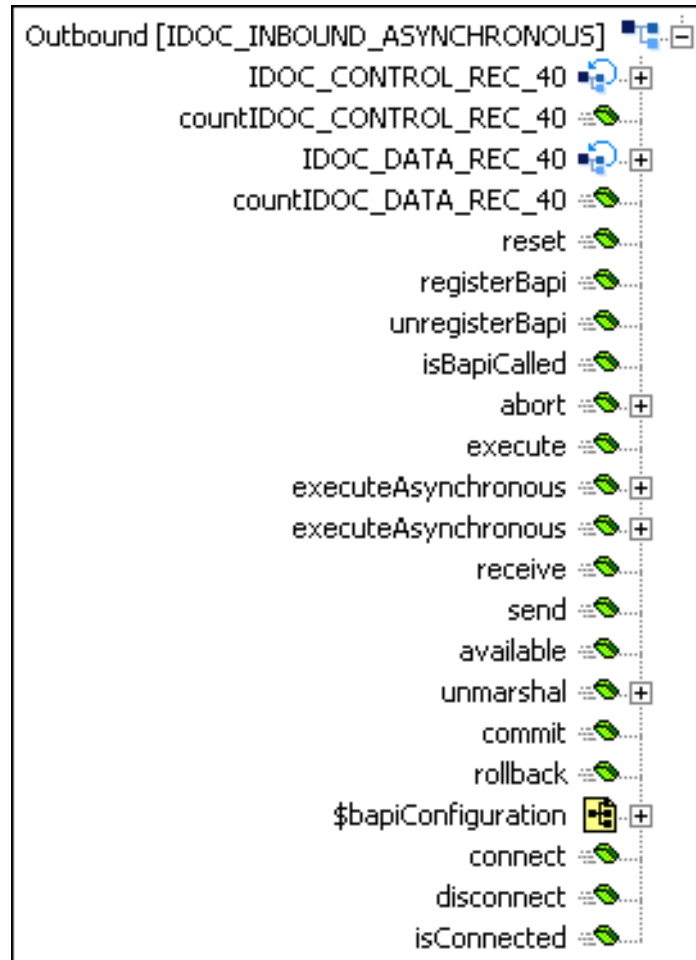 Outbound [IDOC_INBOUND_ASYNCHRONOUS]
IDOC_CONTROL_REC_40
countIDOC_CONTROL_REC_40
IDOC_DATA_REC_40
countIDOC_DATA_REC_40
reset
registerBapi
unregisterBapi
isBapiCalled
abort
execute
executeAsynchronous
executeAsynchronous
receive
send
available
unmarshal
commit
rollback
$bapiConfiguration
connect
disconnect
isConnected